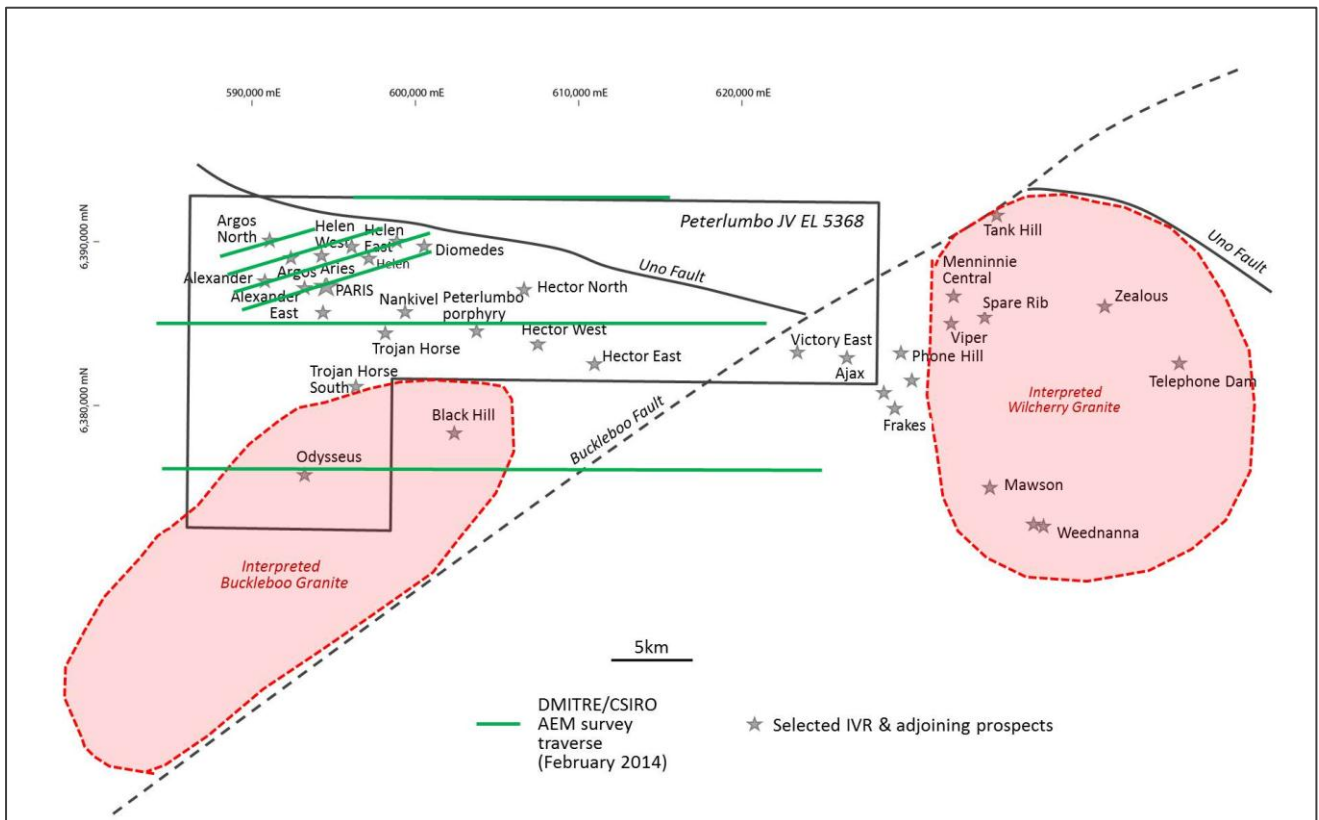 590,000 mE
600,000 mE
610,000 mE
620,000 mE
6,390,000 mN
6,380,000 mN
Peterlumbo JV EL 5368
Uno Fault
Uno Fault
Buckleboo Fault
Argos
North
Helen
West
Helen
East
Helen
Diomedes
Alexander
Argos
Aries
PARIS
Alexander
East
Nankivel
Peterlumbo
porphyry
Hector North
Trojan Horse
Hector West
Hector East
Trojan Horse
South
Black Hill
Odysseus
Victory East
Ajax
Phone Hill
Frakes
Tank Hill
Menninnie
Central
Spare Rib
Viper
Zealous
Telephone Dam
Interpreted
Wilcherry Granite
Mawson
Weednanna
Interpreted
Buckleboo Granite
5km
DMITRE/CSIRO
AEM survey
traverse
(February 2014)
Selected IVR & adjoining prospects